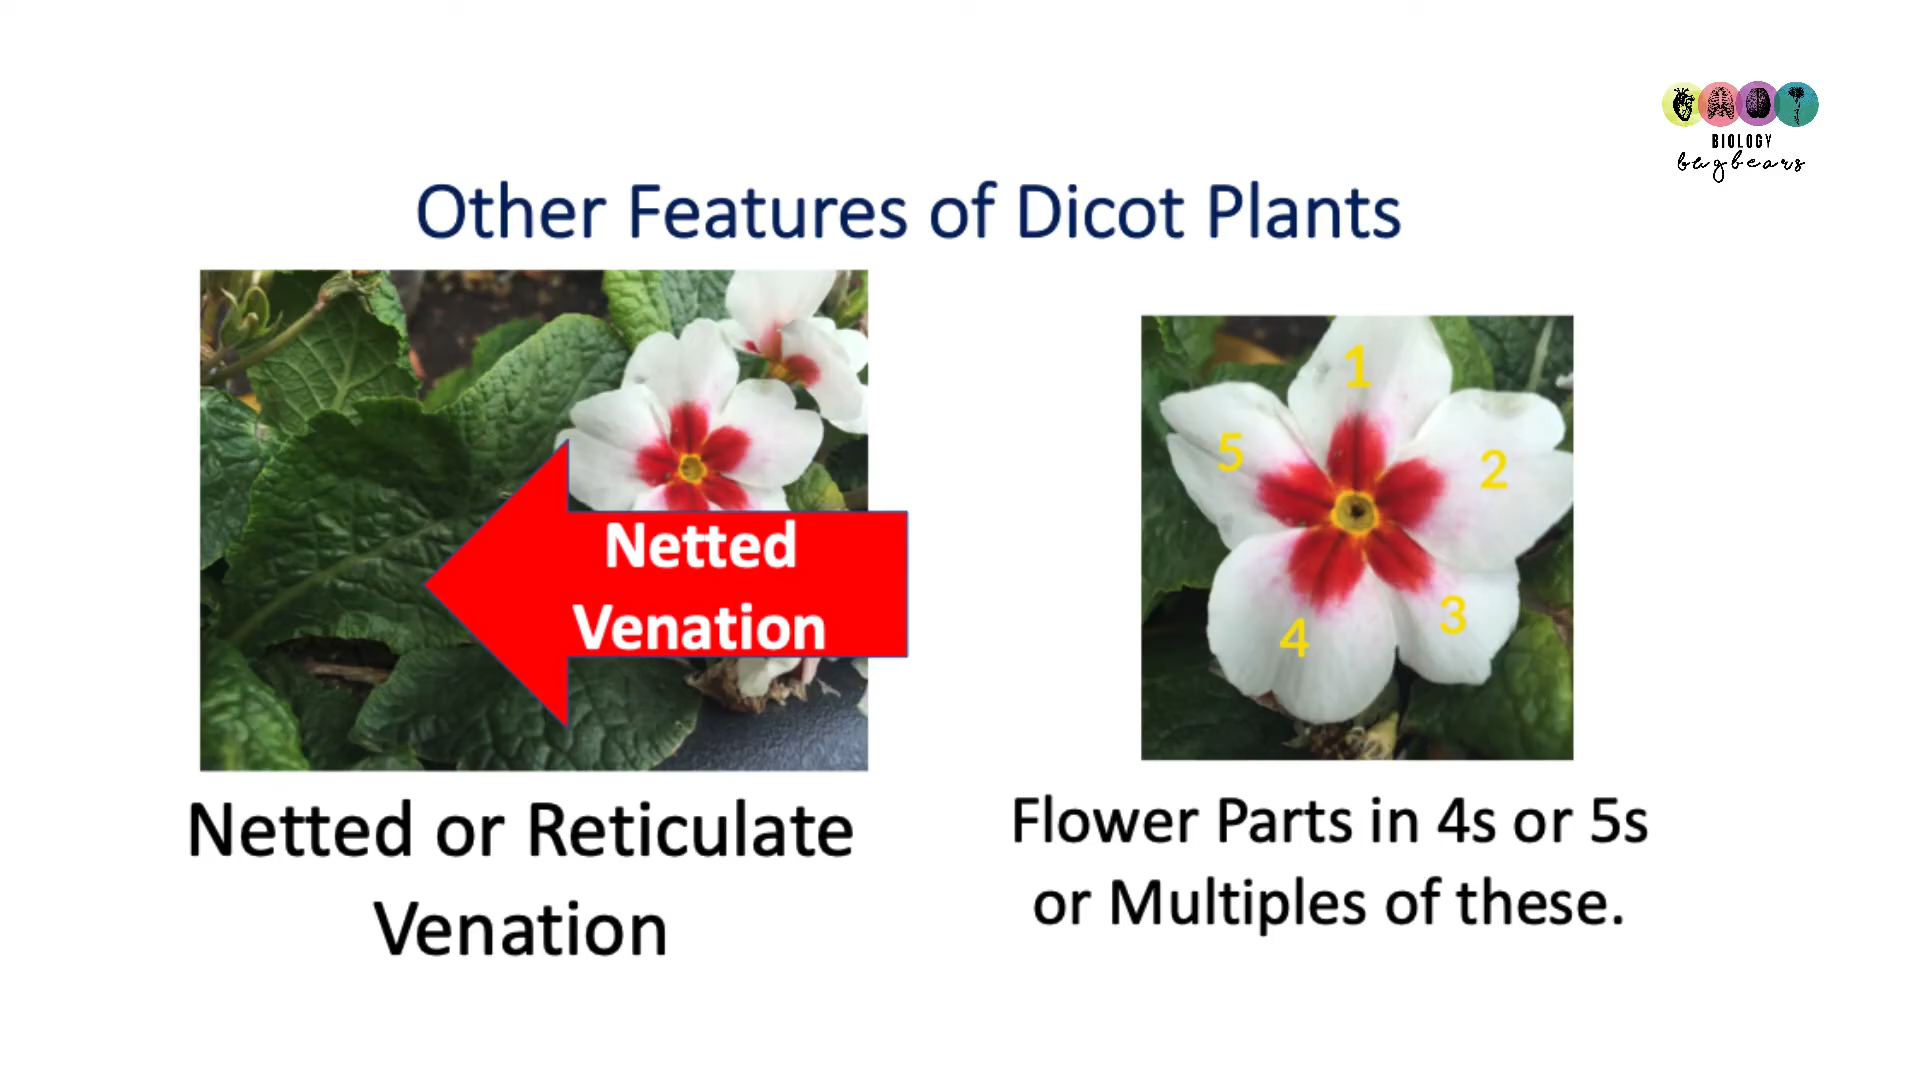 BIOLOGY
bugbears
Other Features of Dicot Plants
Netted
Venation
1
2
3
4
5
Netted or Reticulate
Venation
Flower Parts in 4s or 5s
or Multiples of these.